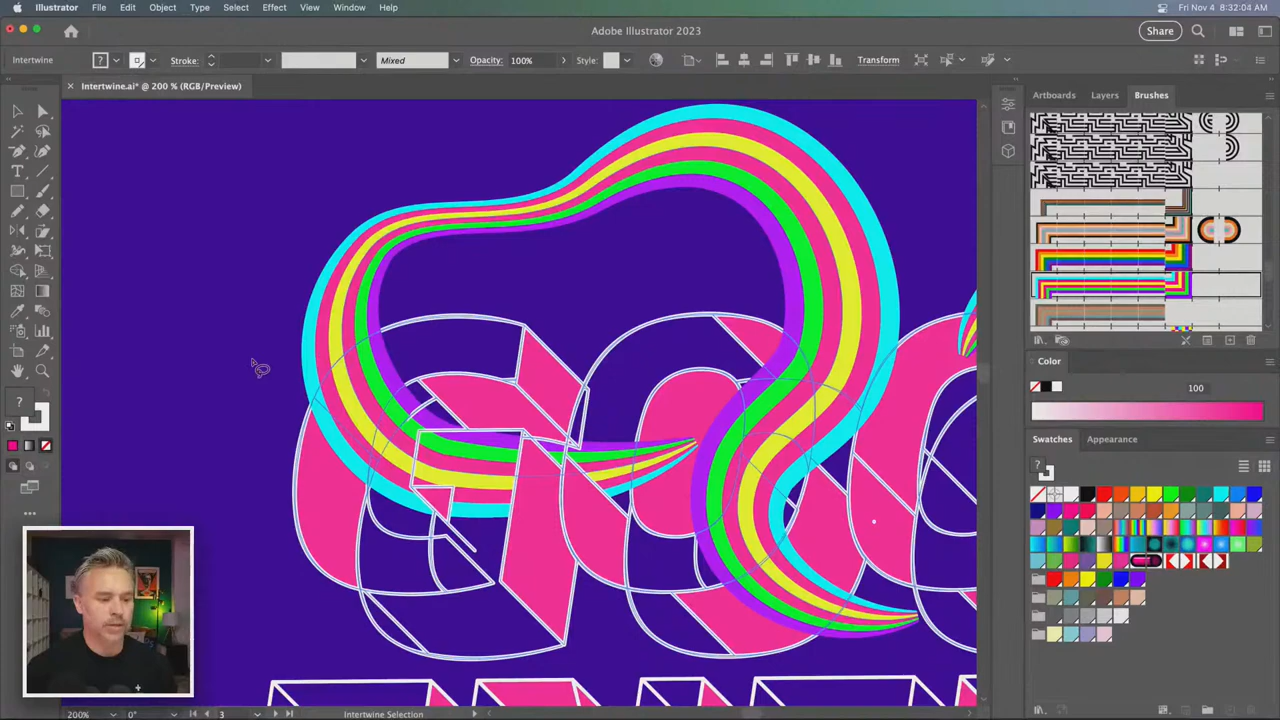 Illustrator File Edit Object Type Select Effect View Window Help
Fri Nov 4 8:32:04 AM
Adobe Illustrator 2023
Share
Intertwine
?
Stroke:
Mixed
Opacity: 100%
Style:
Transform
Intertwine.ai* @ 200 % (RGB/Preview)
Artboards Layers Brushes
?
Color
100
Swatches Appearance
?
200% 0° 3 Intertwine Selection